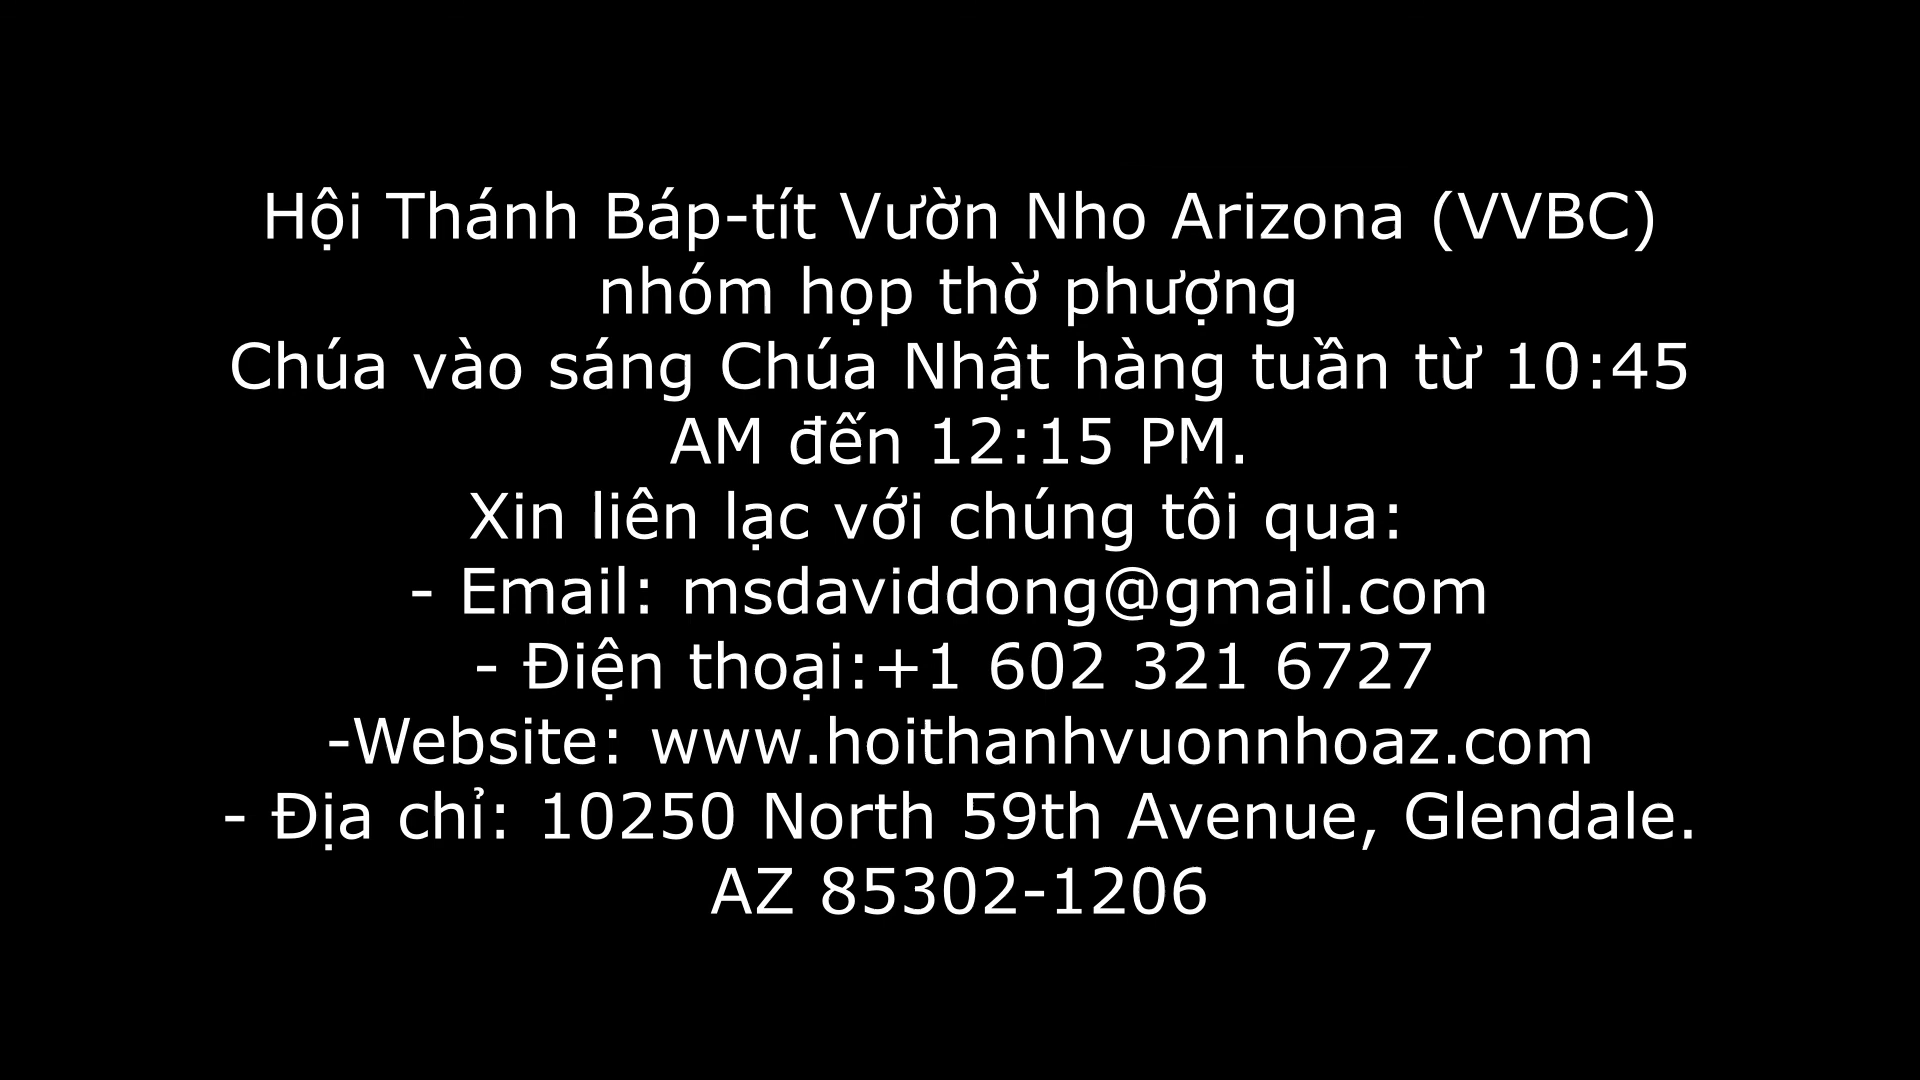 Hội Thánh Báp-tít Vườn Nho Arizona (VVBC)
nhóm họp thờ phượng
Chúa vào sáng Chúa Nhật hàng tuần từ 10:45
AM đến 12:15 PM.
Xin liên lạc với chúng tôi qua:
- Email: msdaviddong@gmail.com
- Điện thoại:+1 602 321 6727
-Website: www.hoithanhvuonnhoaz.com
- Địa chỉ: 10250 North 59th Avenue, Glendale.
AZ 85302-1206